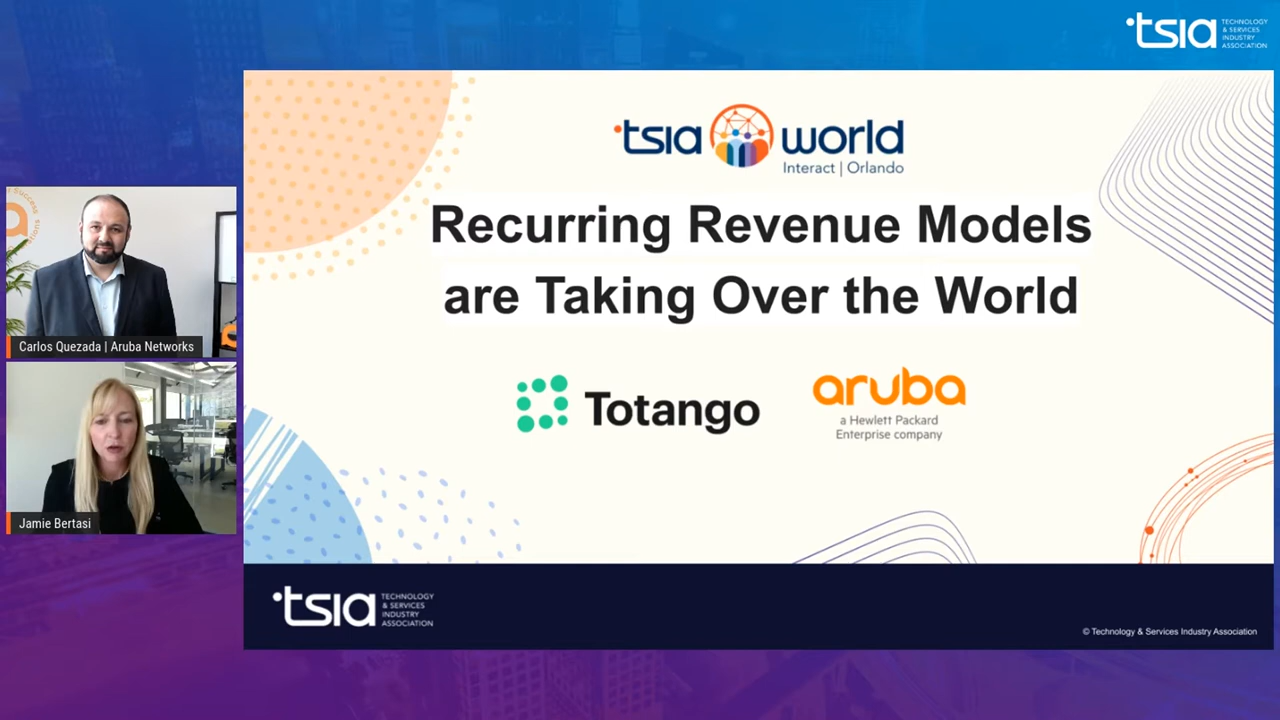 tsia TECHNOLOGY
& SERVICES
INDUSTRY
ASSOCIATION
tsia world
Interact | Orlando
Recurring Revenue Models
are Taking Over the World
Totango
aruba
a Hewlett Packard
Enterprise company
Success
Carlos Quezada | Aruba Networks
Jamie Bertasi
tsia TECHNOLOGY
& SERVICES
INDUSTRY
ASSOCIATION
© Technology & Services Industry Association